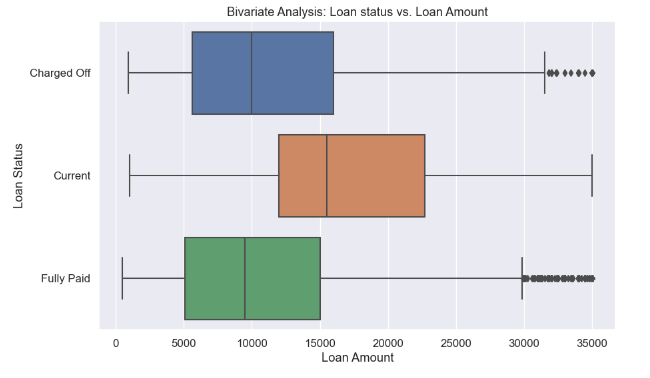 Bivariate Analysis: Loan status vs. Loan Amount
Charged Off
Current
Fully Paid
Loan Status
0 5000 10000 15000 20000 25000 30000 35000
Loan Amount